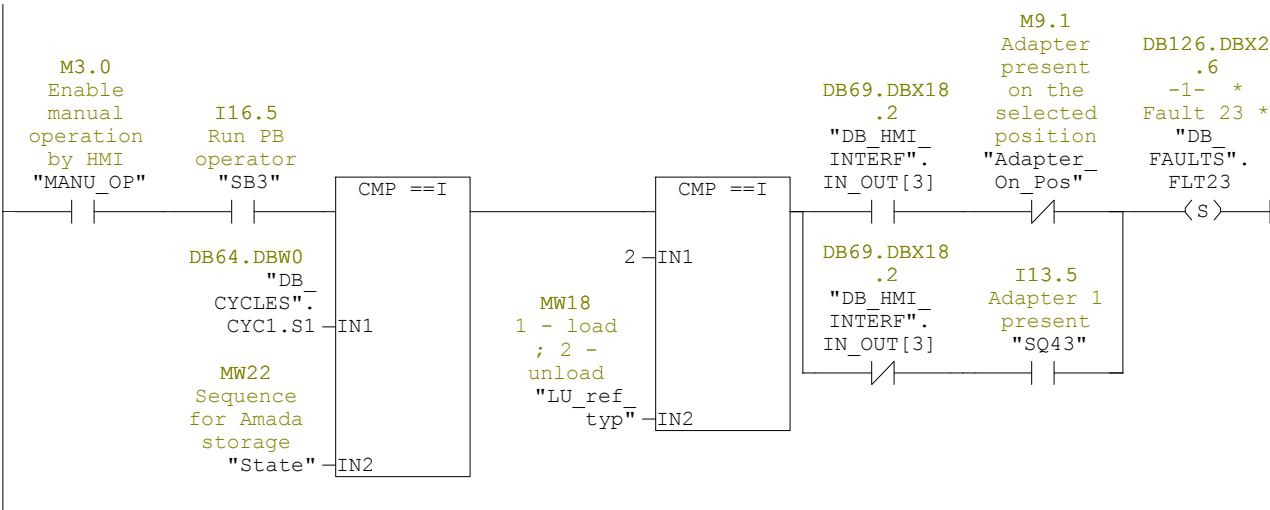 M3.0
Enable
manual
operation
by HMI
"MANU_OP"
I16.5
Run PB
operator
"SB3"
CMP ==I
DB64.DBW0
"DB_
CYCLES".
CYC1.S1
IN1
MW22
Sequence
for Amada
storage
"State"
IN2
CMP ==I
2
IN1
MW18
1 - load
; 2 -
unload
"LU_ref_
typ"
IN2
DB69.DBX18
.2
"DB_HMI_
INTERF".
IN_OUT[3]
M9.1
Adapter
present
on the
selected
position
"Adapter_
On_Pos"
DB126.DBX2
.6
-1- *
Fault 23 *
"DB_
FAULTS".
FLT23
S
DB69.DBX18
.2
"DB_HMI_
INTERF".
IN_OUT[3]
I13.5
Adapter 1
present
"SQ43"